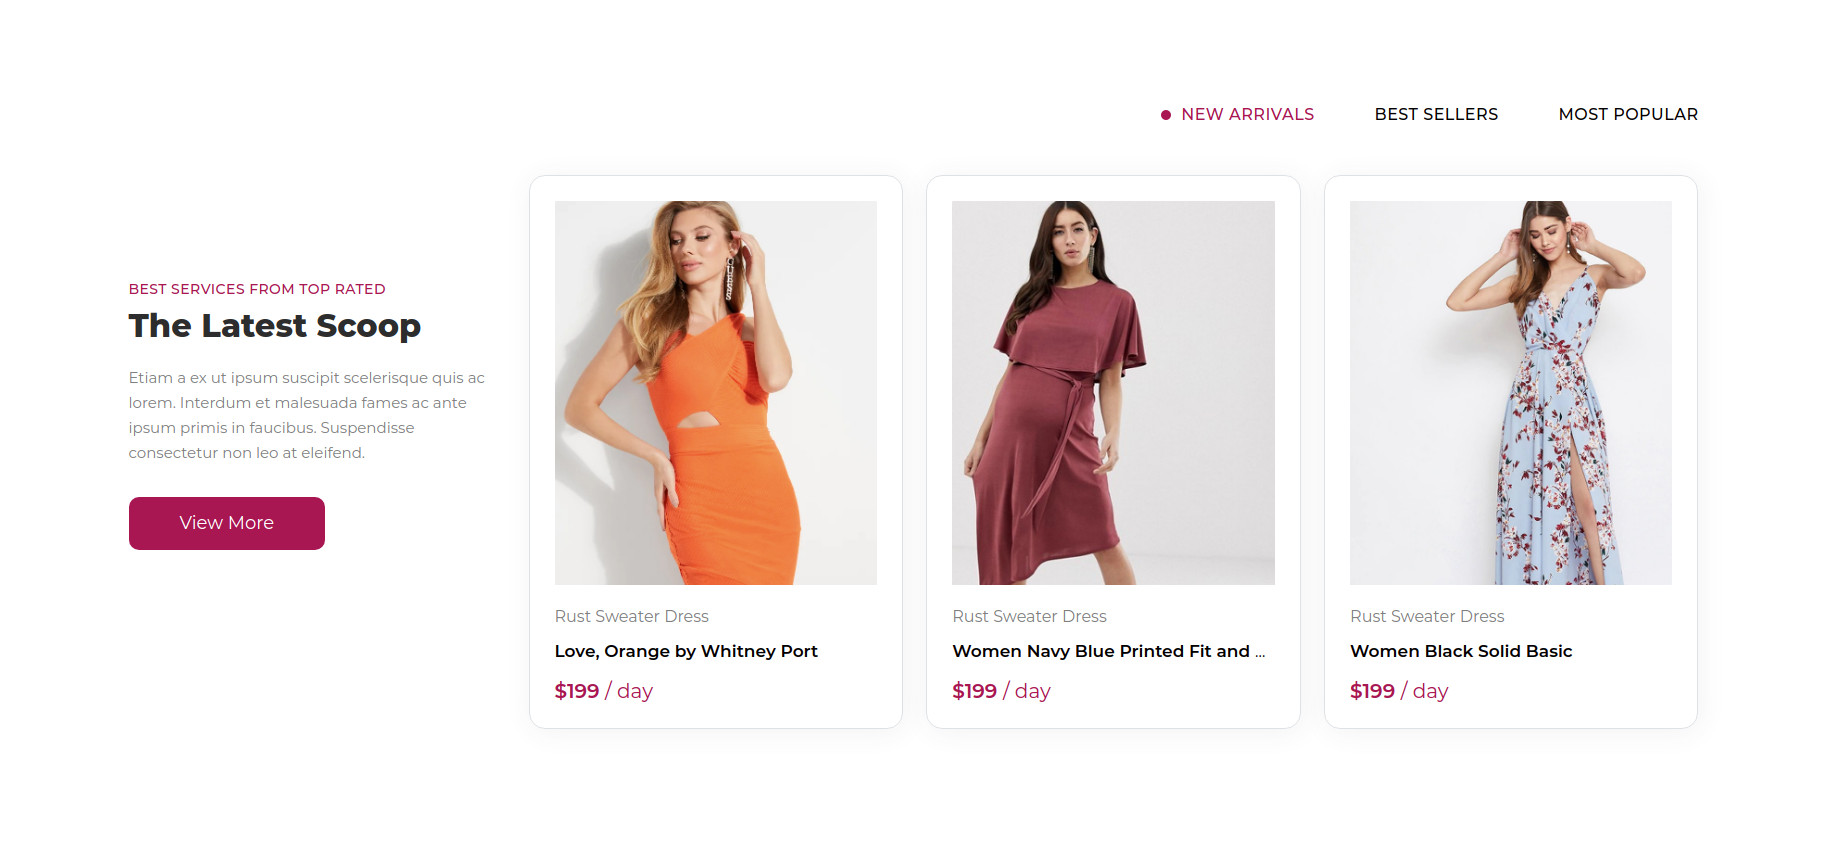 NEW ARRIVALS
BEST SELLERS
MOST POPULAR
BEST SERVICES FROM TOP RATED
The Latest Scoop
Etiam a ex ut ipsum suscipit scelerisque quis ac
lorem. Interdum et malesuada fames ac ante
ipsum primis in faucibus. Suspendisse
consectetur non leo at eleifend.
View More
Rust Sweater Dress
Love, Orange by Whitney Port
$199 / day
Rust Sweater Dress
Women Navy Blue Printed Fit and ...
$199 / day
Rust Sweater Dress
Women Black Solid Basic
$199 / day